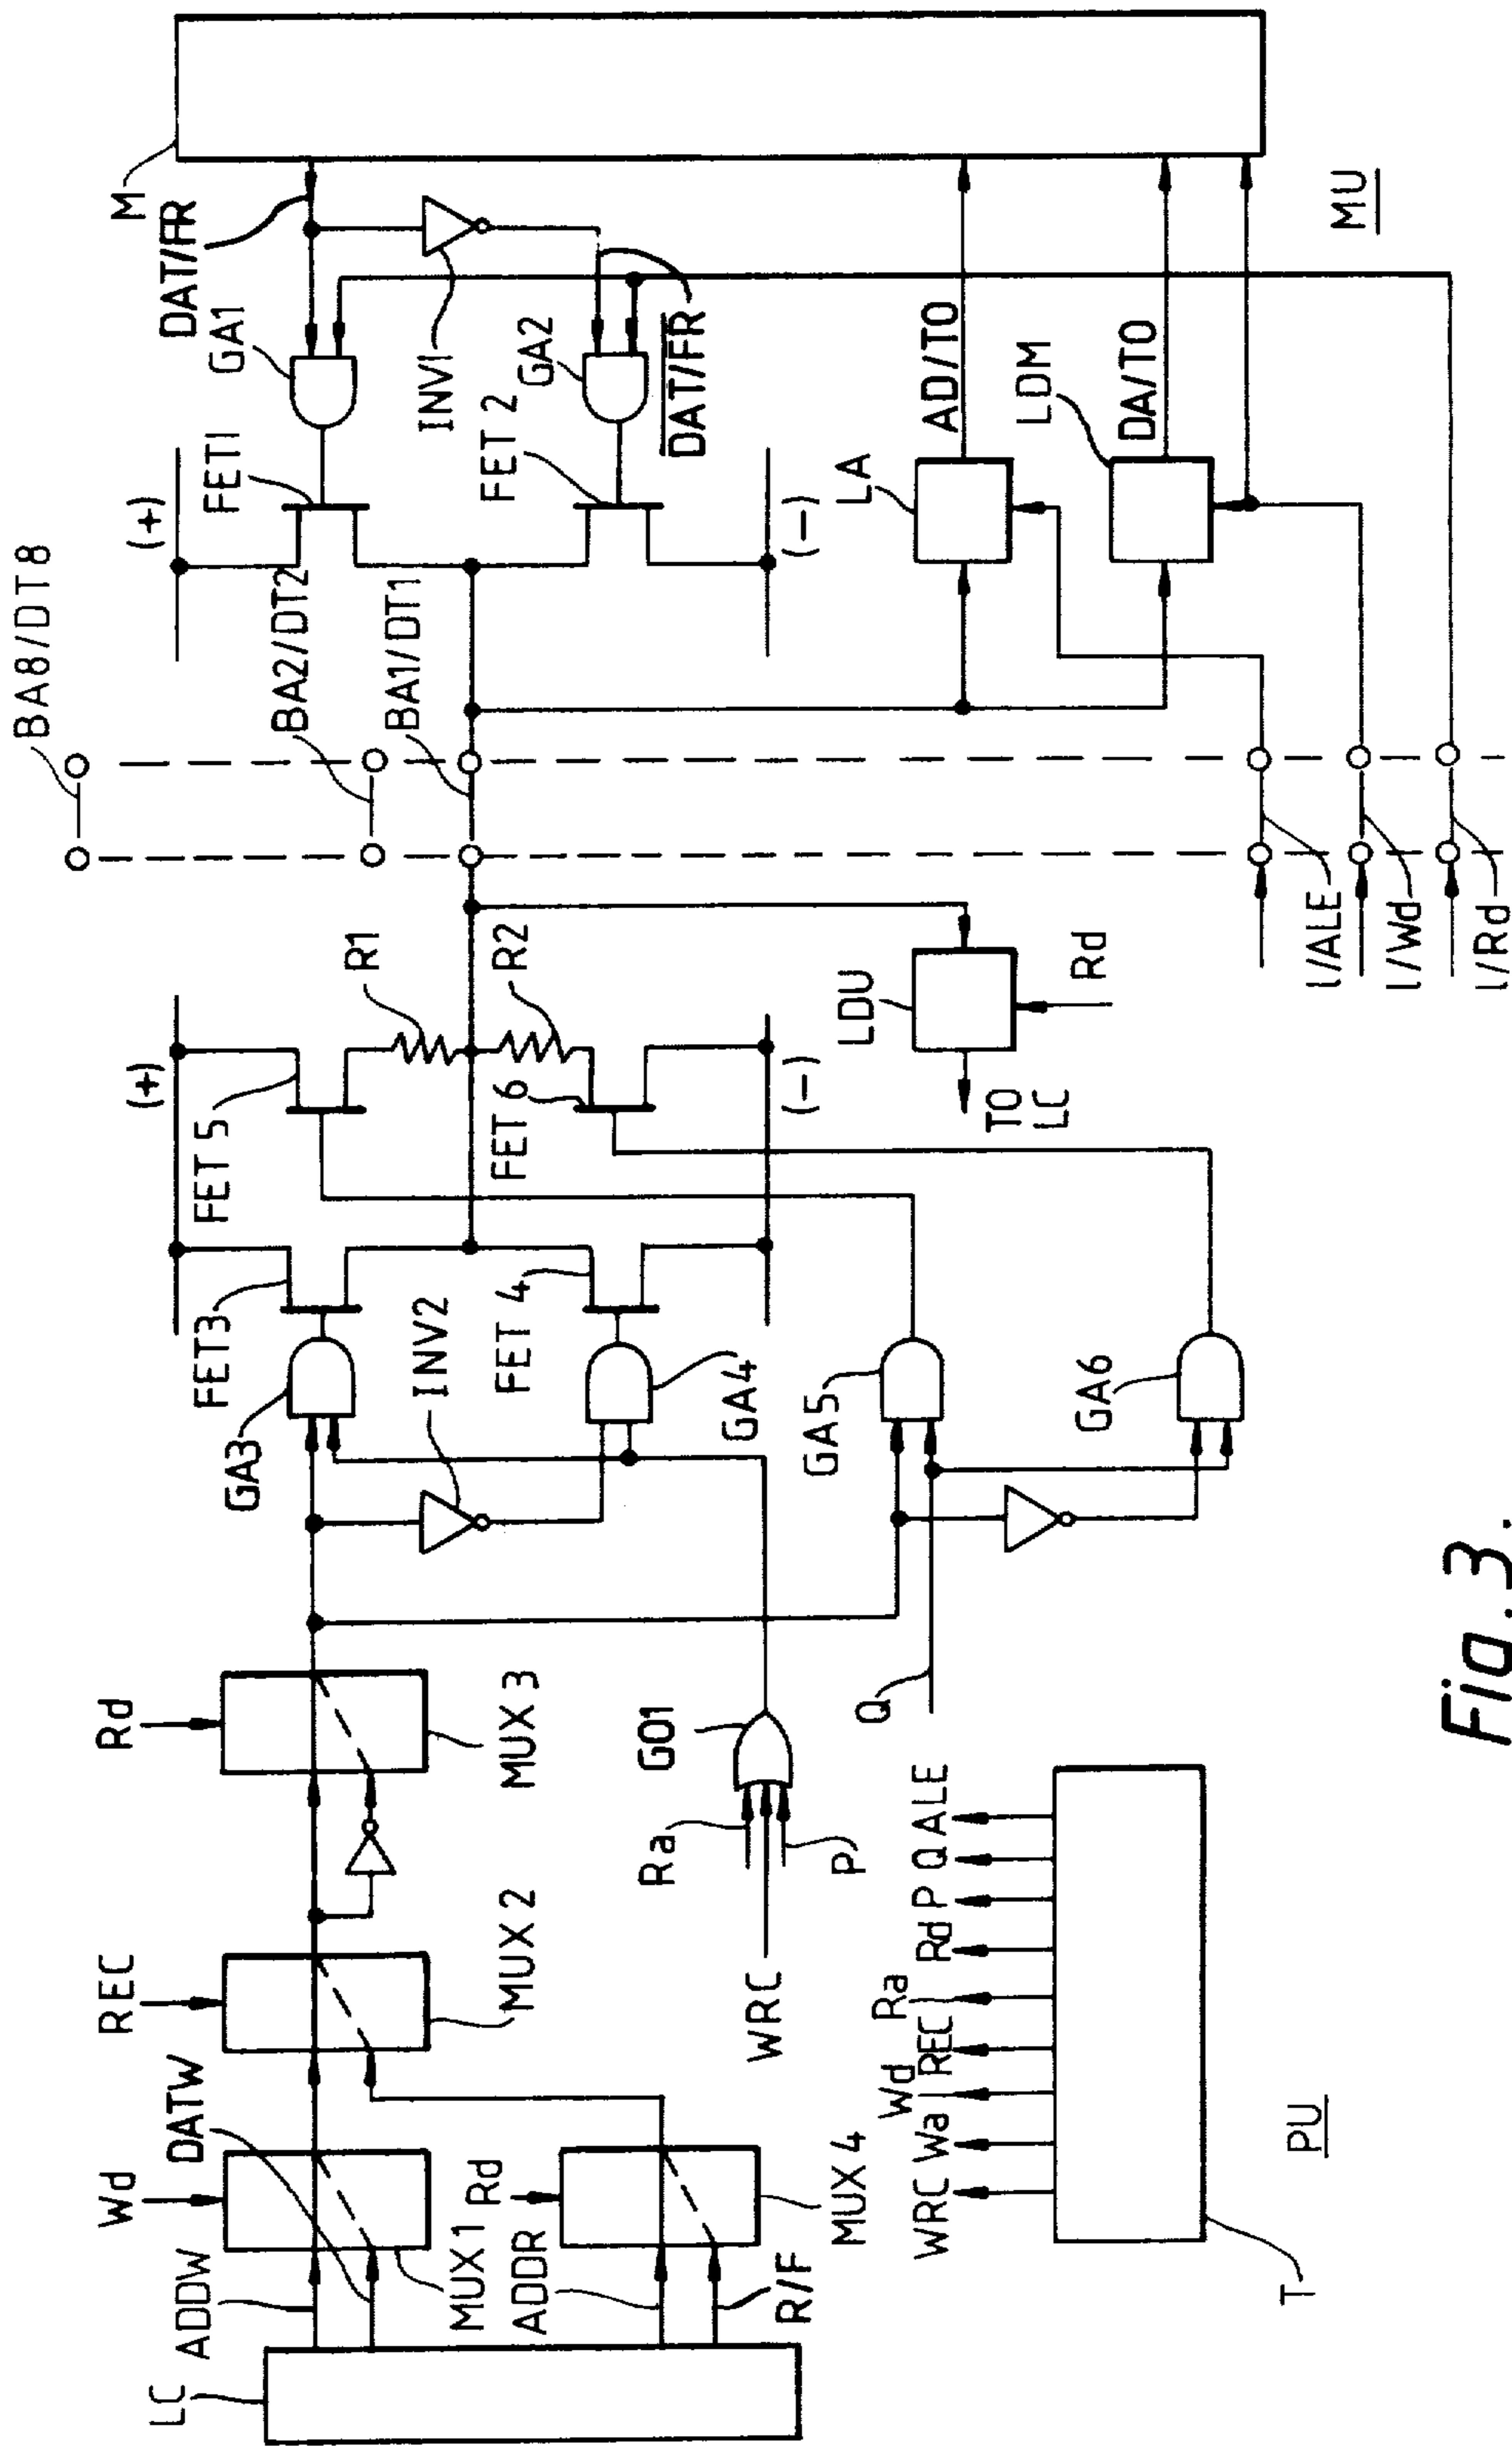 BA8/DT8
M
DAT/FR
GA1
INV1
GA2
DAT/FR
FET1
FET 2
(+)
(-)
BA2/DT2
BA1/DT1
MU
AD/TO
LA
LDM
DA/TO
R1
R2
LDU
Rd
TO
LC
l/ALE
l/Wd
l/Rd
(+)
(-)
FET 5
FET 6
FET3
FET 4
GA3
INV2
GA4
GA5
GA6
Rd
MUX 3
GO1
Ra
WRC
P
Q
REC
MUX 2
Wd
DATW
ADDW
MUX 1
Rd
ADDR
MUX 4
R/F
LC
WRC
Wa
Wd
REC
Ra
Rd
P
Q
ALE
T
PU
Fig.3.